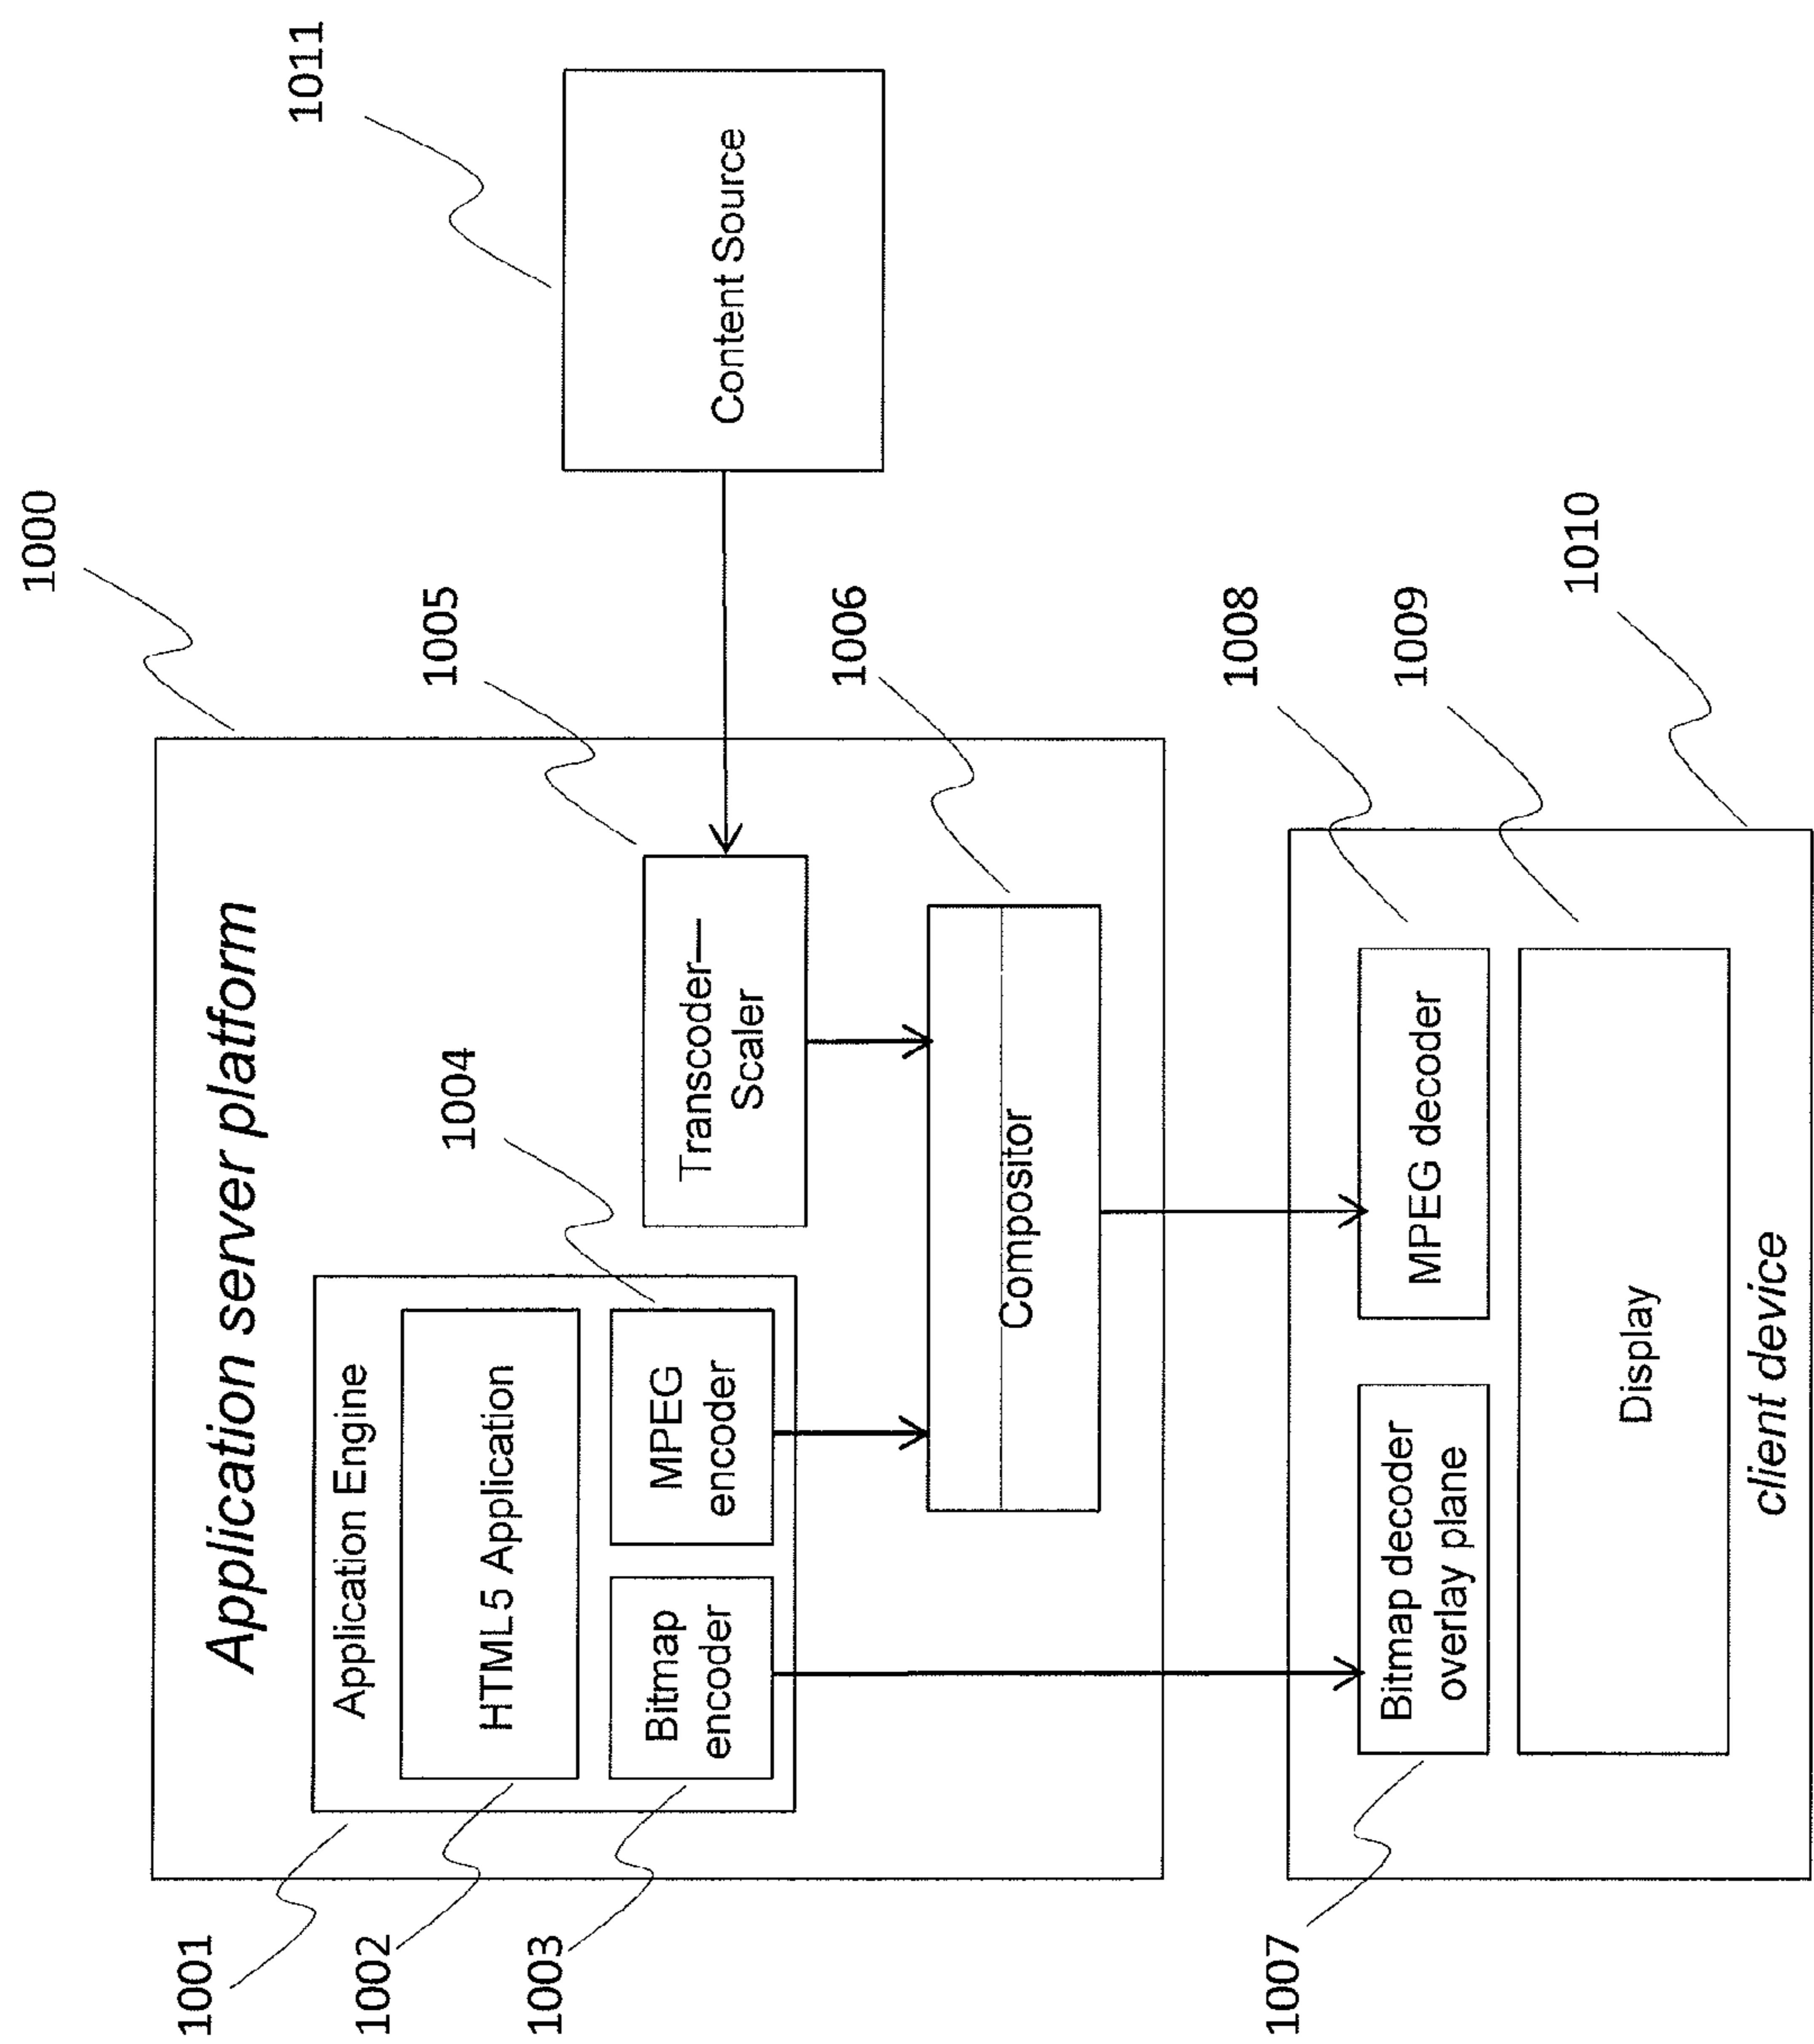 1000
Application server platform
1001
Application Engine
1002
HTML5 Application
1003
Bitmap
encoder
1004
MPEG
encoder
1005
Transcoder—
Scaler
1011
Content Source
1006
Compositor
1007
Bitmap decoder
overlay plane
1008
MPEG decoder
1009
Display
1010
client device